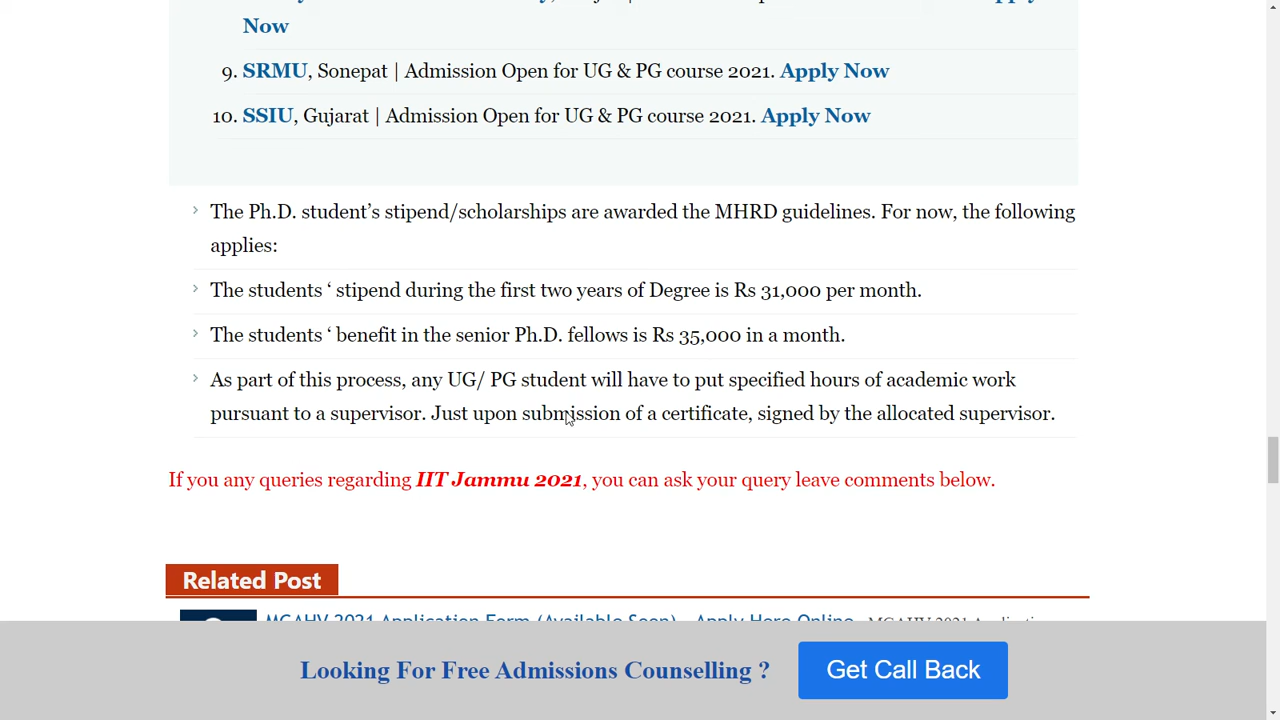 Now
9. SRMU, Sonepat | Admission Open for UG & PG course 2021. Apply Now
10. SSIU, Gujarat | Admission Open for UG & PG course 2021. Apply Now
› The Ph.D. student’s stipend/scholarships are awarded the MHRD guidelines. For now, the following
applies:
› The students ‘ stipend during the first two years of Degree is Rs 31,000 per month.
› The students ‘ benefit in the senior Ph.D. fellows is Rs 35,000 in a month.
› As part of this process, any UG/ PG student will have to put specified hours of academic work
pursuant to a supervisor. Just upon submission of a certificate, signed by the allocated supervisor.
If you any queries regarding IIT Jammu 2021, you can ask your query leave comments below.
Related Post
MGAHV 2021 Application Form (Available Soon) – Apply Here Online
Looking For Free Admissions Counselling ?
Get Call Back